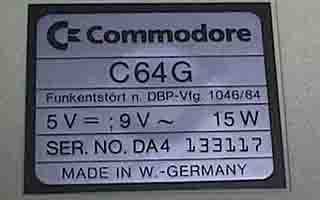 Commodore
C64G
Funkentstört n. DBP-Vfg 1046/84
5 V ⎓ ; 9 V ~ 15 W
SER. NO. DA4 133117
MADE IN W.-GERMANY